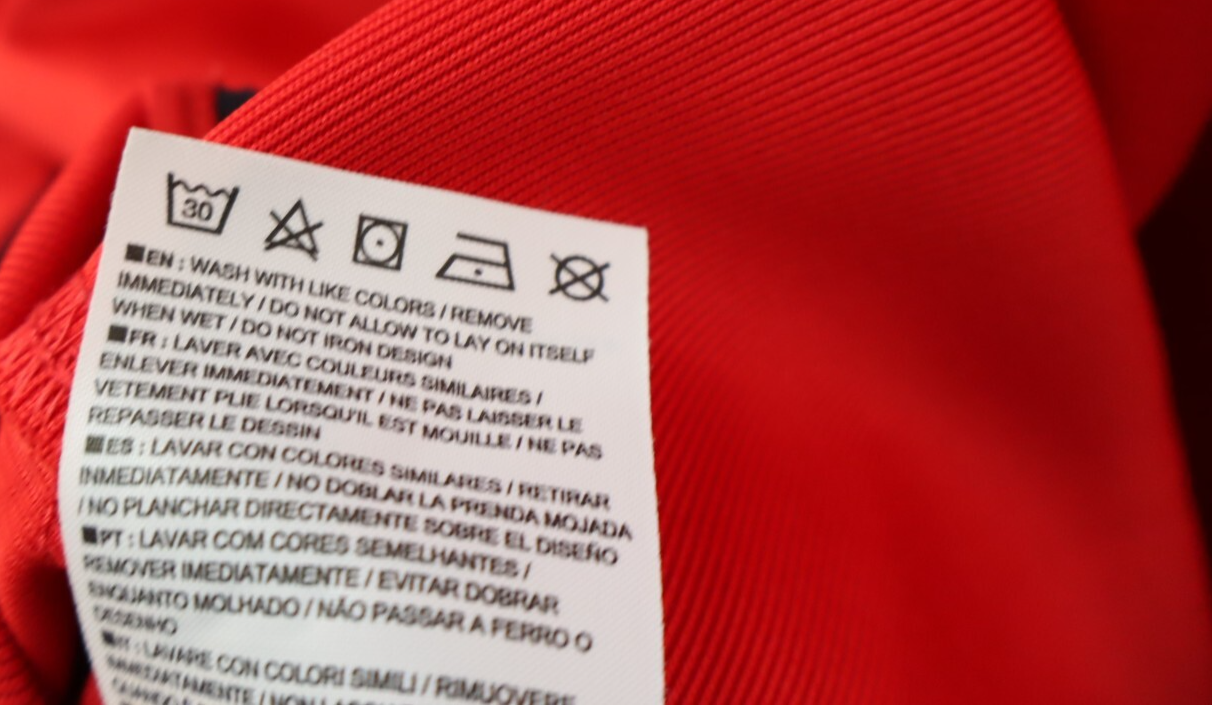 30
EN : WASH WITH LIKE COLORS / REMOVE
IMMEDIATELY / DO NOT ALLOW TO LAY ON ITSELF
WHEN WET / DO NOT IRON DESIGN
FR : LAVER AVEC COULEURS SIMILAIRES /
ENLEVER IMMEDIATEMENT / NE PAS LAISSER LE
VETEMENT PLIE LORSQU'IL EST MOUILLE / NE PAS
REPASSER LE DESSIN
ES : LAVAR CON COLORES SIMILARES / RETIRAR
INMEDIATAMENTE / NO DOBLAR LA PRENDA MOJADA
/ NO PLANCHAR DIRECTAMENTE SOBRE EL DISEÑO
PT : LAVAR COM CORES SEMELHANTES /
REMOVER IMEDIATAMENTE / EVITAR DOBRAR
ENQUANTO MOLHADO / NÃO PASSAR A FERRO O
DESENHO
IT : LAVARE CON COLORI SIMILI / RIMUOVERE
IMMEDIATAMENTE / NON